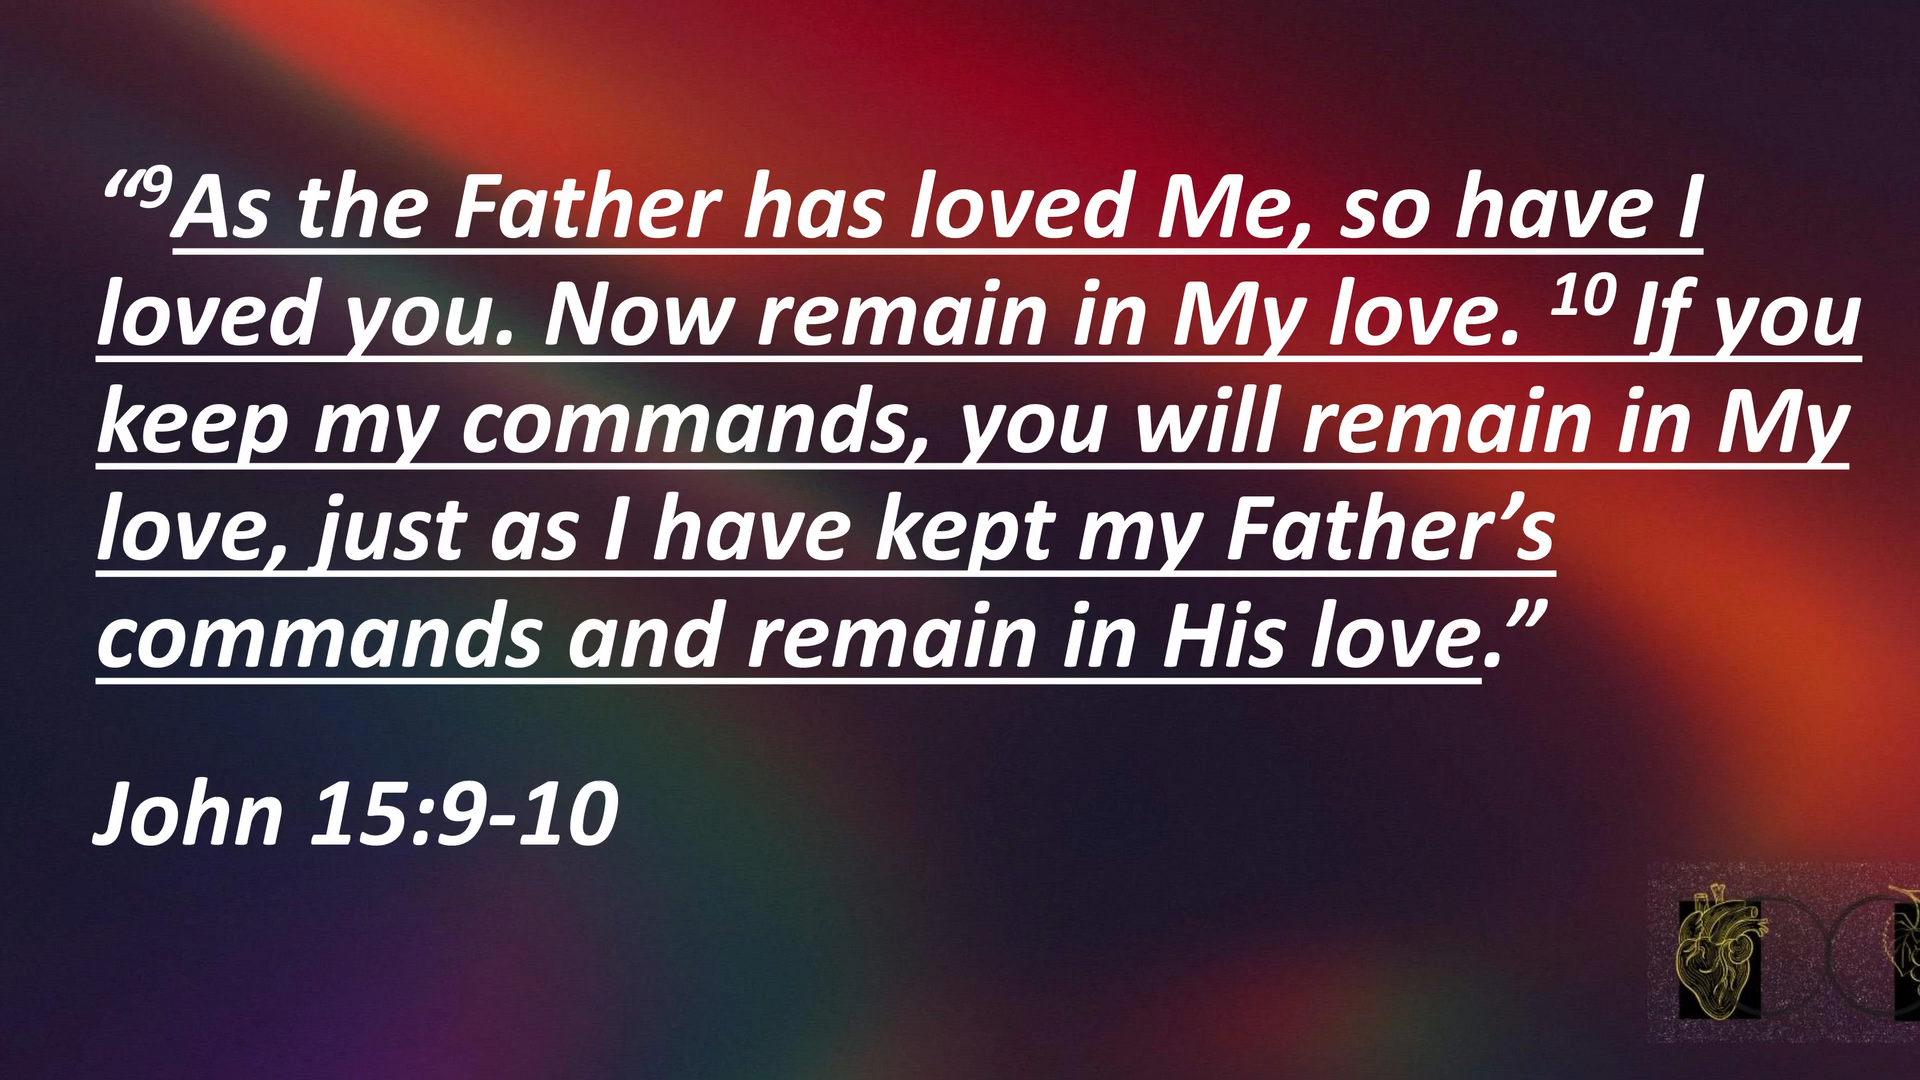 “⁹As the Father has loved Me, so have I
loved you. Now remain in My love. ¹⁰ If you
keep my commands, you will remain in My
love, just as I have kept my Father’s
commands and remain in His love.”
John 15:9-10